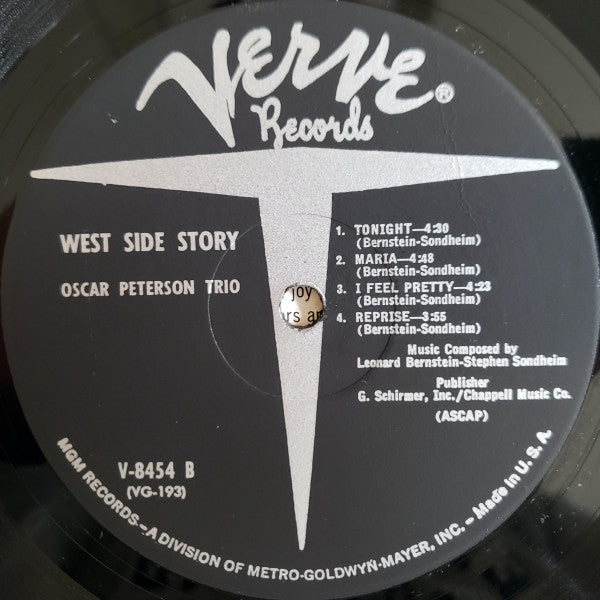 VERVE®
Records
WEST SIDE STORY
OSCAR PETERSON TRIO
1. TONIGHT—4:30
(Bernstein-Sondheim)
2. MARIA—4:48
(Bernstein-Sondheim)
3. I FEEL PRETTY—4:23
(Bernstein-Sondheim)
4. REPRISE—3:55
(Bernstein-Sondheim)
Music Composed by
Leonard Bernstein-Stephen Sondheim
Publisher
G. Schirmer, Inc./Chappell Music Co.
(ASCAP)
joy
V-8454 B
(VG-193)
MGM RECORDS—A DIVISION OF METRO-GOLDWYN-MAYER, INC. – Made in U. S. A.